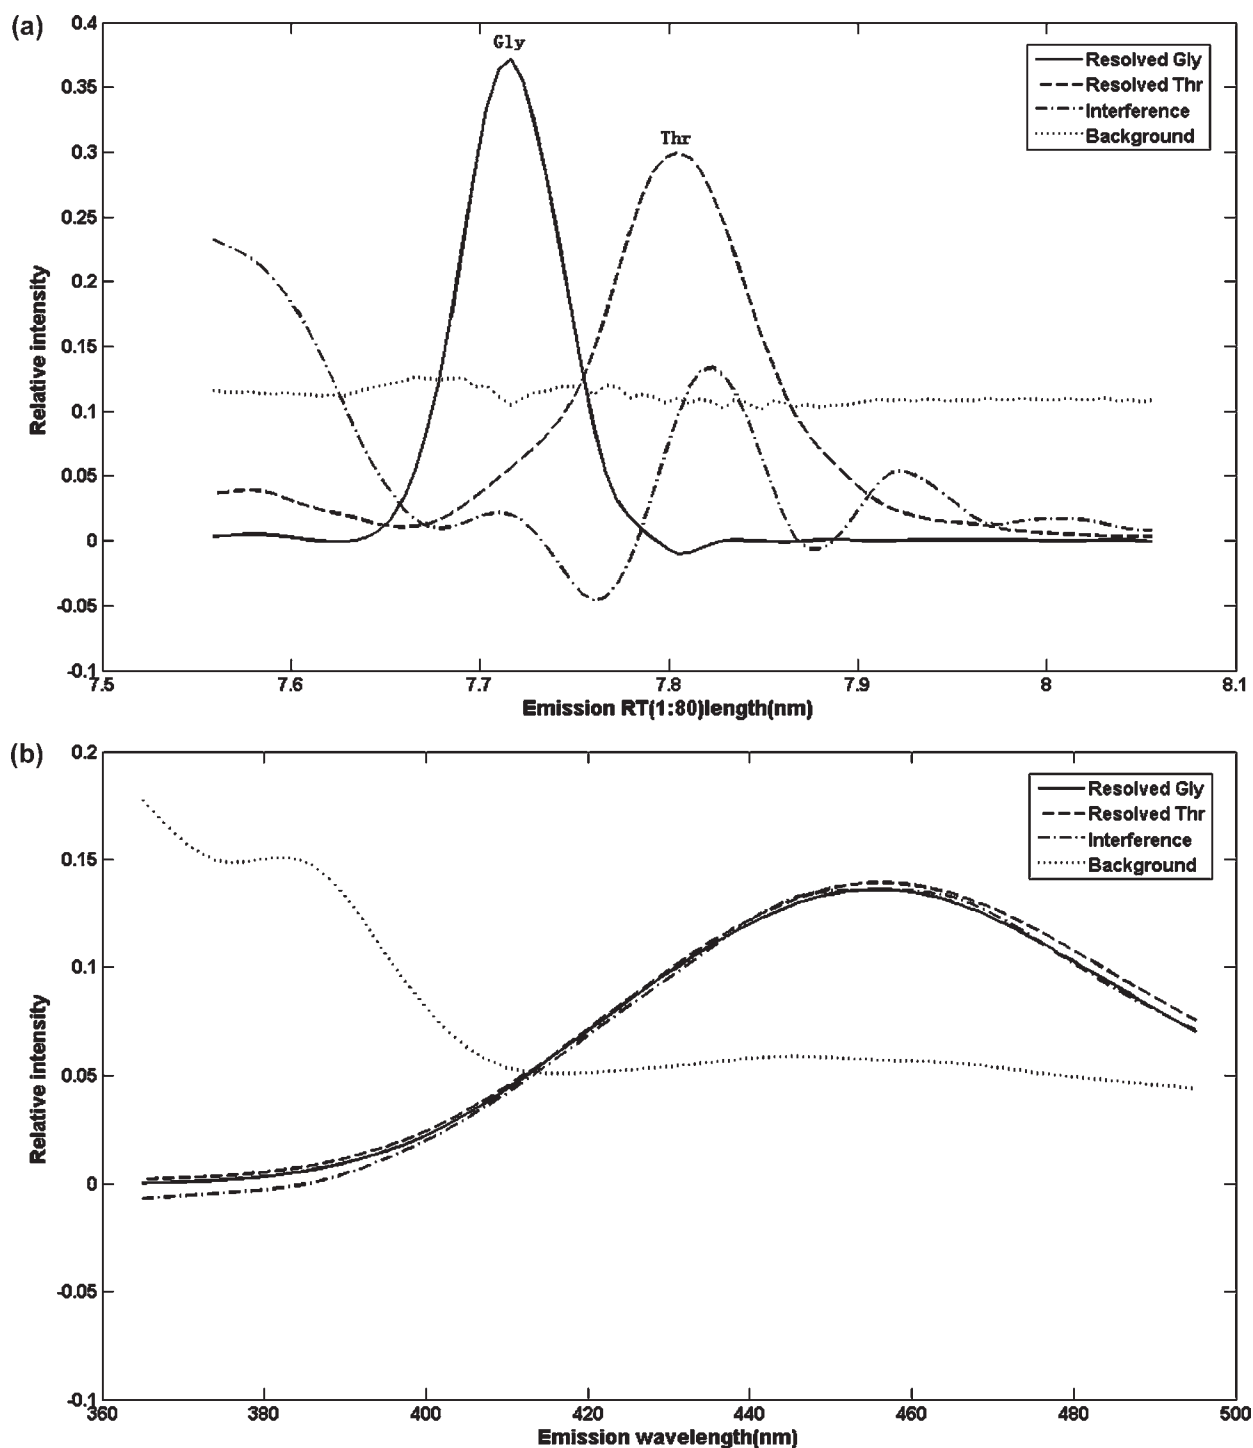 (a)
0.4
0.35
0.3
0.25
0.2
0.15
0.1
0.05
0
-0.05
-0.1
Relative intensity
Gly
Thr
Resolved Gly
Resolved Thr
Interference
Background
7.5 7.6 7.7 7.8 7.9 8 8.1
Emission RT(1:80)length(nm)
(b)
0.2
0.15
0.1
0.05
0
-0.05
-0.1
Relative intensity
Resolved Gly
Resolved Thr
Interference
Background
360 380 400 420 440 460 480 500
Emission wavelength(nm)